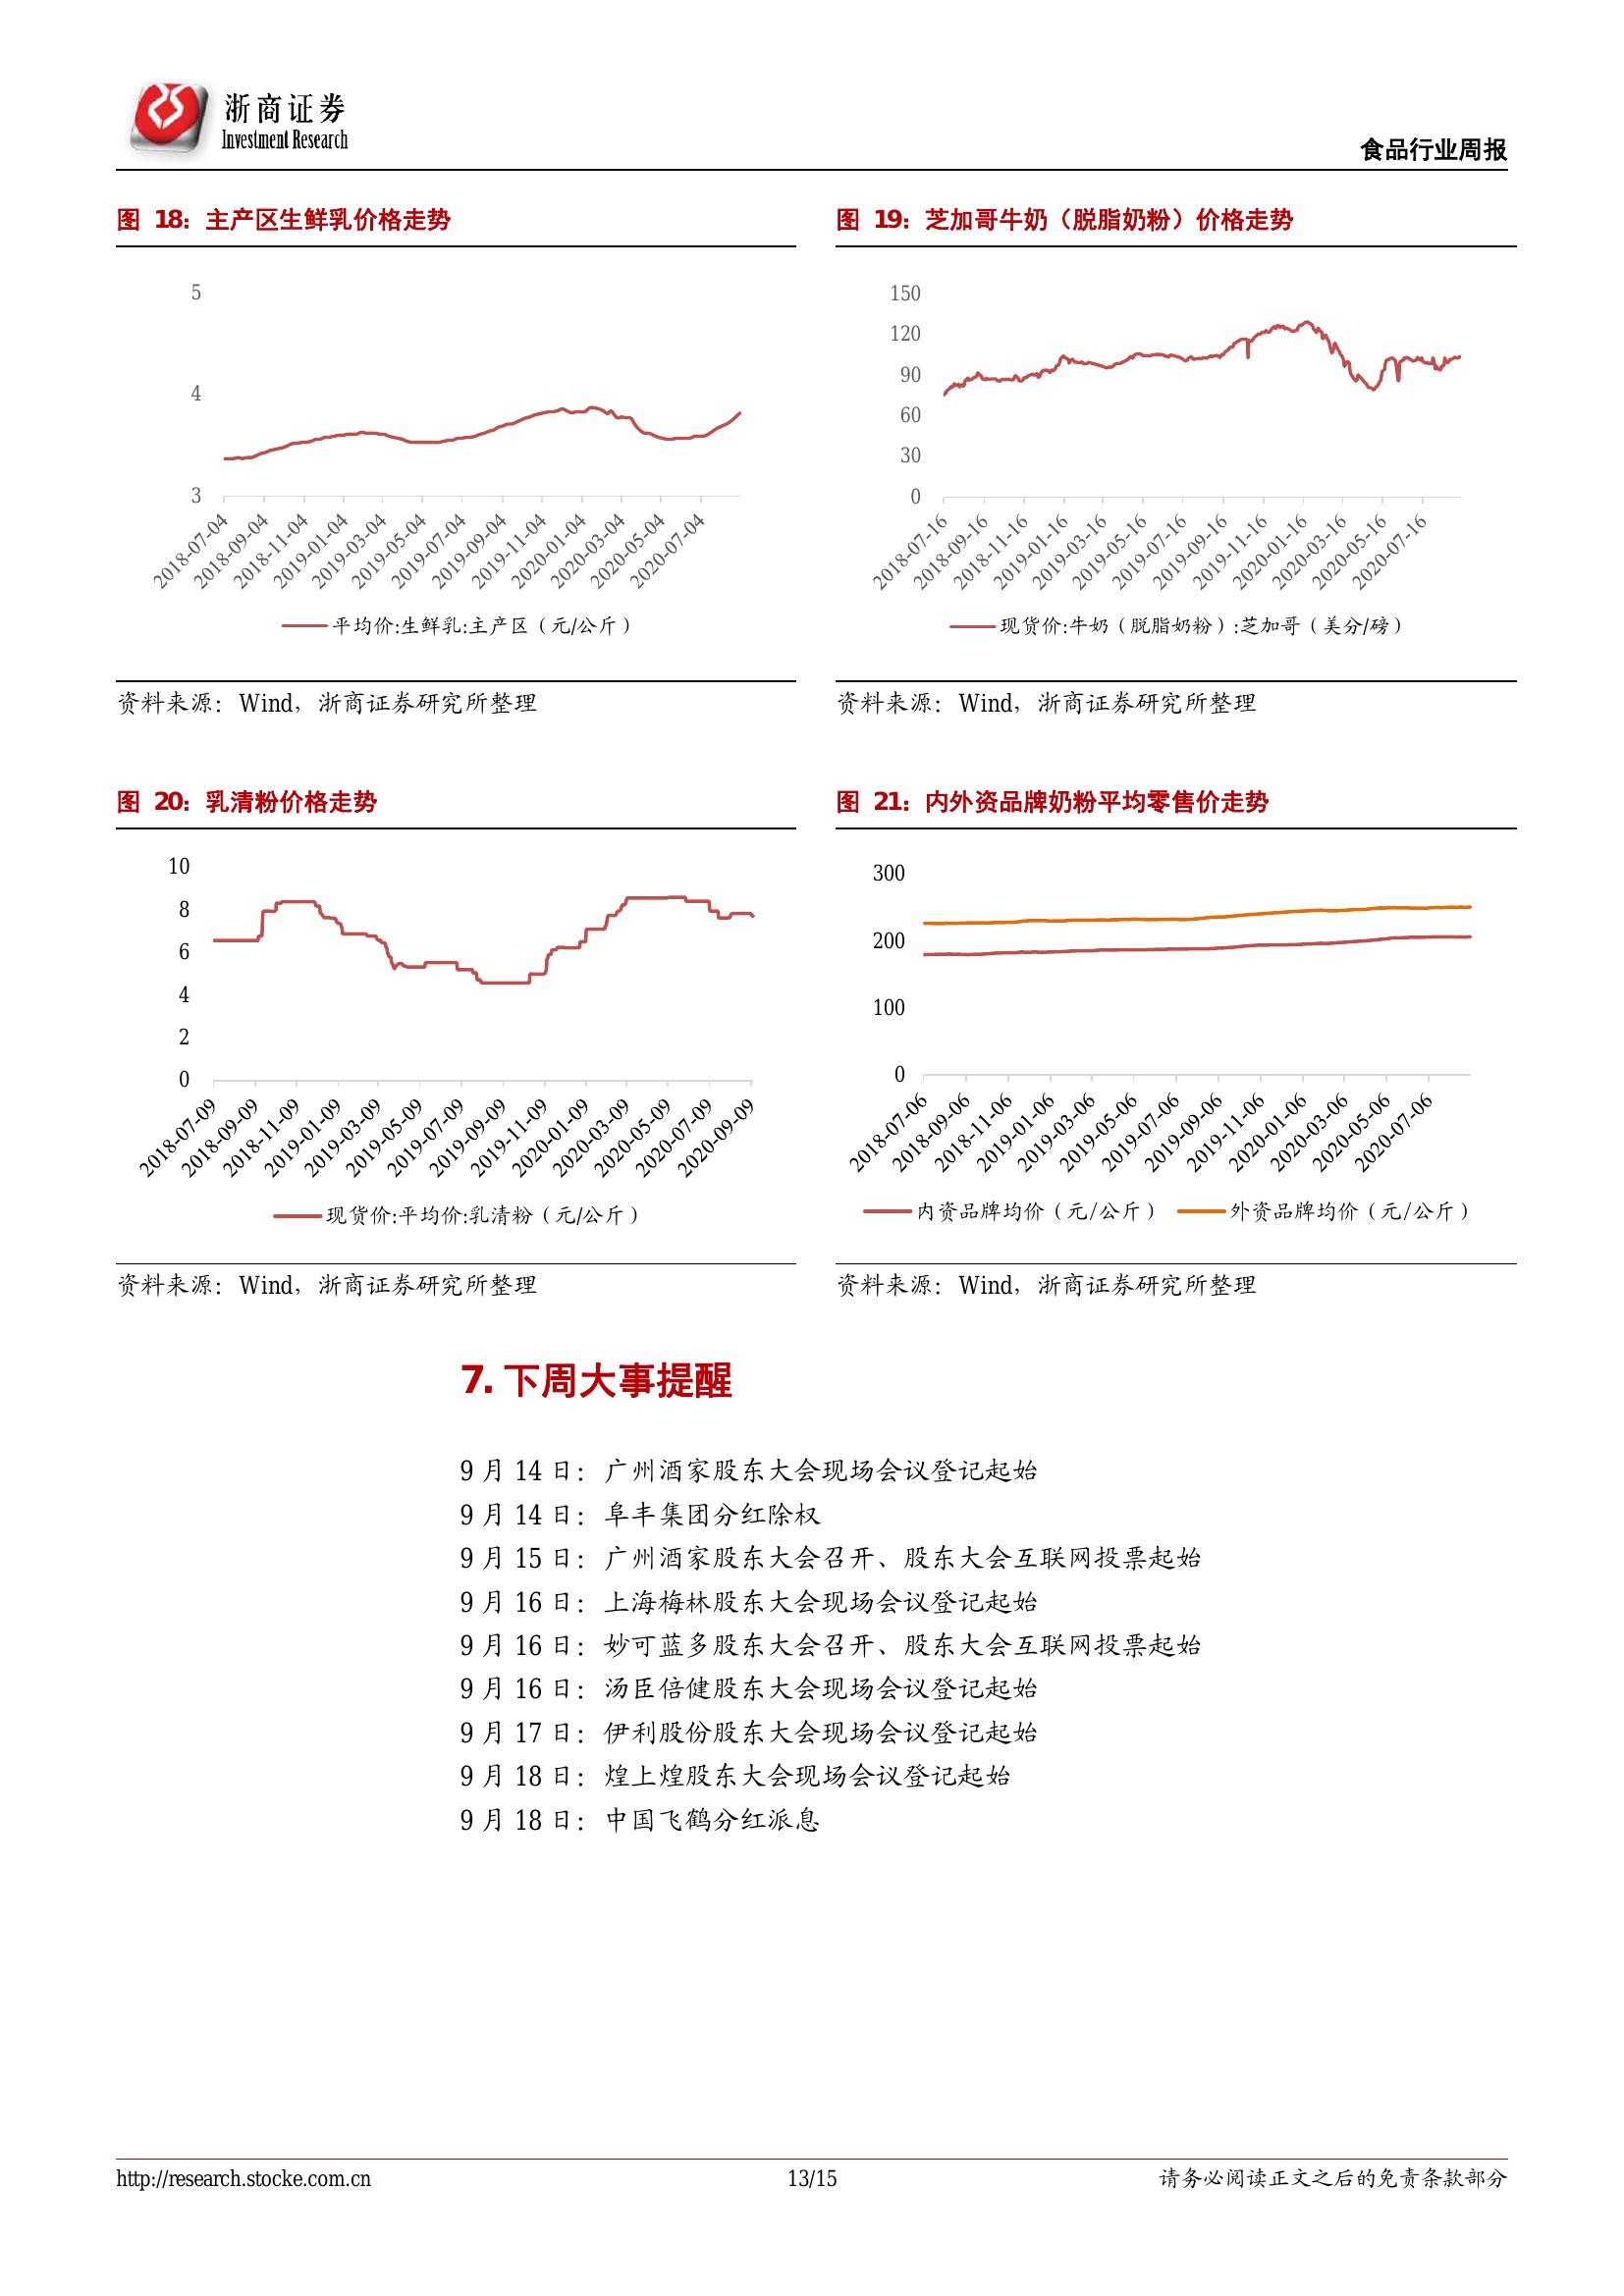 浙商证券
Investment Research
食品行业周报
图 18：主产区生鲜乳价格走势
5
4
3
2018-07-04
2018-09-04
2018-11-04
2019-01-04
2019-03-04
2019-05-04
2019-07-04
2019-09-04
2019-11-04
2020-01-04
2020-03-04
2020-05-04
2020-07-04
平均价:生鲜乳:主产区（元/公斤）
资料来源：Wind，浙商证券研究所整理
图 19：芝加哥牛奶（脱脂奶粉）价格走势
150
120
90
60
30
0
2018-07-16
2018-09-16
2018-11-16
2019-01-16
2019-03-16
2019-05-16
2019-07-16
2019-09-16
2019-11-16
2020-01-16
2020-03-16
2020-05-16
2020-07-16
现货价:牛奶（脱脂奶粉）:芝加哥（美分/磅）
资料来源：Wind，浙商证券研究所整理
图 20：乳清粉价格走势
10
8
6
4
2
0
2018-07-09
2018-09-09
2018-11-09
2019-01-09
2019-03-09
2019-05-09
2019-07-09
2019-09-09
2019-11-09
2020-01-09
2020-03-09
2020-05-09
2020-07-09
2020-09-09
现货价:平均价:乳清粉（元/公斤）
资料来源：Wind，浙商证券研究所整理
图 21：内外资品牌奶粉平均零售价走势
300
200
100
0
2018-07-06
2018-09-06
2018-11-06
2019-01-06
2019-03-06
2019-05-06
2019-07-06
2019-09-06
2019-11-06
2020-01-06
2020-03-06
2020-05-06
2020-07-06
内资品牌均价（元/公斤） 外资品牌均价（元/公斤）
资料来源：Wind，浙商证券研究所整理
7. 下周大事提醒
9 月 14 日：广州酒家股东大会现场会议登记起始
9 月 14 日：阜丰集团分红除权
9 月 15 日：广州酒家股东大会召开、股东大会互联网投票起始
9 月 16 日：上海梅林股东大会现场会议登记起始
9 月 16 日：妙可蓝多股东大会召开、股东大会互联网投票起始
9 月 16 日：汤臣倍健股东大会现场会议登记起始
9 月 17 日：伊利股份股东大会现场会议登记起始
9 月 18 日：煌上煌股东大会现场会议登记起始
9 月 18 日：中国飞鹤分红派息
http://research.stocke.com.cn 13/15 请务必阅读正文之后的免责条款部分